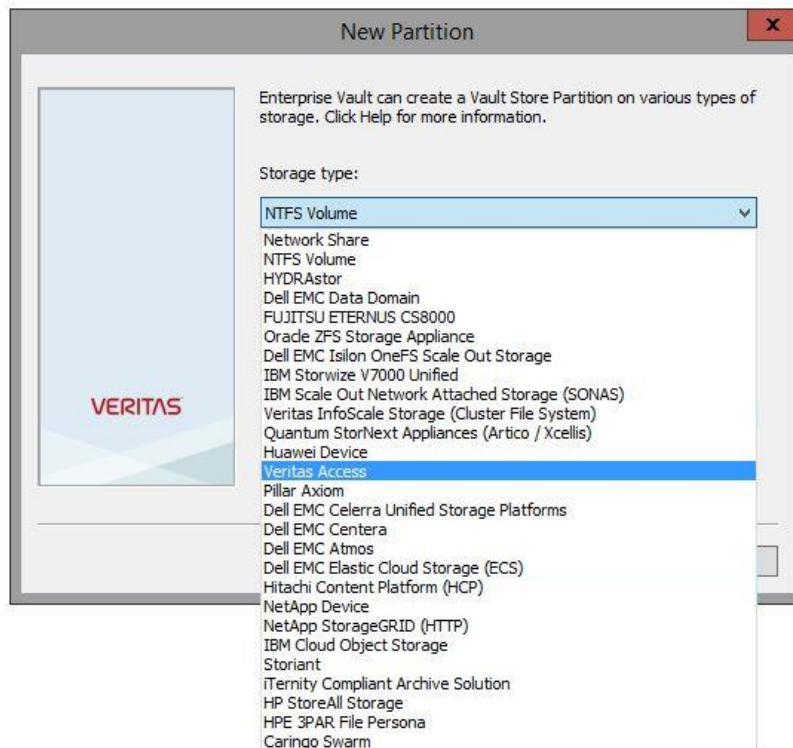 New Partition
x
Enterprise Vault can create a Vault Store Partition on various types of
storage. Click Help for more information.
Storage type:
NTFS Volume
Network Share
NTFS Volume
HYDRAstor
Dell EMC Data Domain
FUJITSU ETERNUS CS8000
Oracle ZFS Storage Appliance
Dell EMC Isilon OneFS Scale Out Storage
IBM Storwize V7000 Unified
IBM Scale Out Network Attached Storage (SONAS)
Veritas InfoScale Storage (Cluster File System)
Quantum StorNext Appliances (Artico / Xcellis)
Huawei Device
Veritas Access
Pillar Axiom
Dell EMC Celerra Unified Storage Platforms
Dell EMC Centera
Dell EMC Atmos
Dell EMC Elastic Cloud Storage (ECS)
Hitachi Content Platform (HCP)
NetApp Device
NetApp StorageGRID (HTTP)
IBM Cloud Object Storage
Storiant
iTernity Compliant Archive Solution
HP StoreAll Storage
HPE 3PAR File Persona
Caringo Swarm
VERITAS